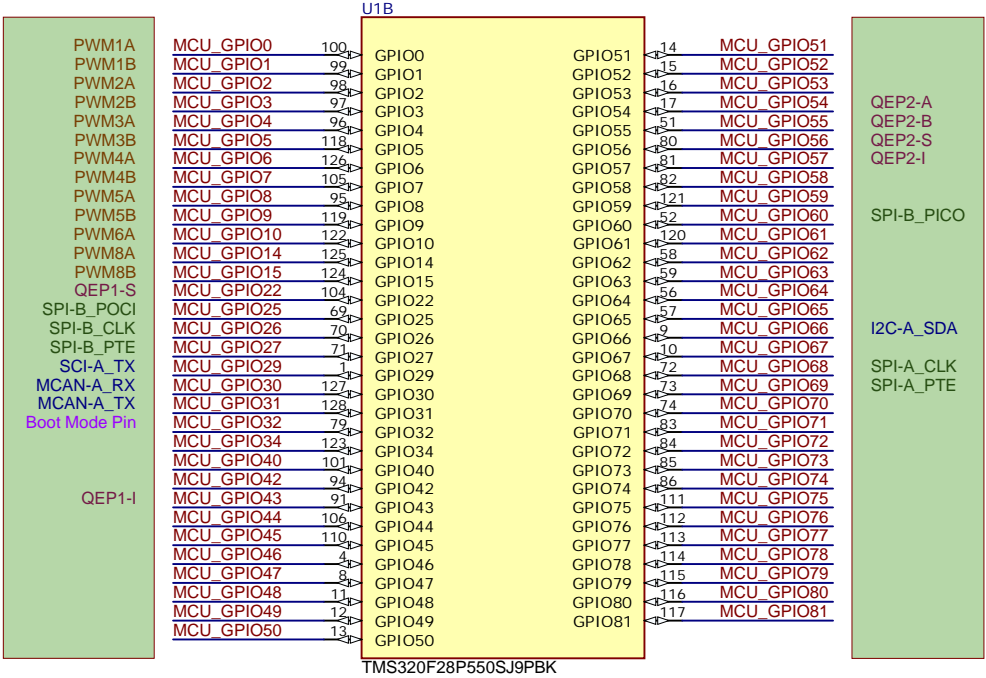 U1B
PWM1A MCU_GPIO0 100 GPIO0 GPIO51 14 MCU_GPIO51
PWM1B MCU_GPIO1 99 GPIO1 GPIO52 15 MCU_GPIO52
PWM2A MCU_GPIO2 98 GPIO2 GPIO53 16 MCU_GPIO53
PWM2B MCU_GPIO3 97 GPIO3 GPIO54 17 MCU_GPIO54 QEP2-A
PWM3A MCU_GPIO4 96 GPIO4 GPIO55 51 MCU_GPIO55 QEP2-B
PWM3B MCU_GPIO5 118 GPIO5 GPIO56 80 MCU_GPIO56 QEP2-S
PWM4A MCU_GPIO6 126 GPIO6 GPIO57 81 MCU_GPIO57 QEP2-I
PWM4B MCU_GPIO7 105 GPIO7 GPIO58 82 MCU_GPIO58
PWM5A MCU_GPIO8 95 GPIO8 GPIO59 121 MCU_GPIO59
PWM5B MCU_GPIO9 119 GPIO9 GPIO60 52 MCU_GPIO60 SPI-B_PICO
PWM6A MCU_GPIO10 122 GPIO10 GPIO61 120 MCU_GPIO61
PWM8A MCU_GPIO14 125 GPIO14 GPIO62 58 MCU_GPIO62
PWM8B MCU_GPIO15 124 GPIO15 GPIO63 59 MCU_GPIO63
QEP1-S MCU_GPIO22 104 GPIO22 GPIO64 56 MCU_GPIO64
SPI-B_POCI MCU_GPIO25 69 GPIO25 GPIO65 57 MCU_GPIO65
SPI-B_CLK MCU_GPIO26 70 GPIO26 GPIO66 9 MCU_GPIO66 I2C-A_SDA
SPI-B_PTE MCU_GPIO27 71 GPIO27 GPIO67 10 MCU_GPIO67
SCI-A_TX MCU_GPIO29 1 GPIO29 GPIO68 72 MCU_GPIO68 SPI-A_CLK
MCAN-A_RX MCU_GPIO30 127 GPIO30 GPIO69 73 MCU_GPIO69 SPI-A_PTE
MCAN-A_TX MCU_GPIO31 128 GPIO31 GPIO70 74 MCU_GPIO70
Boot Mode Pin MCU_GPIO32 79 GPIO32 GPIO71 83 MCU_GPIO71
MCU_GPIO34 123 GPIO34 GPIO72 84 MCU_GPIO72
MCU_GPIO40 101 GPIO40 GPIO73 85 MCU_GPIO73
MCU_GPIO42 94 GPIO42 GPIO74 86 MCU_GPIO74
QEP1-I MCU_GPIO43 91 GPIO43 GPIO75 111 MCU_GPIO75
MCU_GPIO44 106 GPIO44 GPIO76 112 MCU_GPIO76
MCU_GPIO45 110 GPIO45 GPIO77 113 MCU_GPIO77
MCU_GPIO46 4 GPIO46 GPIO78 114 MCU_GPIO78
MCU_GPIO47 8 GPIO47 GPIO79 115 MCU_GPIO79
MCU_GPIO48 11 GPIO48 GPIO80 116 MCU_GPIO80
MCU_GPIO49 12 GPIO49 GPIO81 117 MCU_GPIO81
MCU_GPIO50 13 GPIO50
TMS320F28P550SJ9PBK